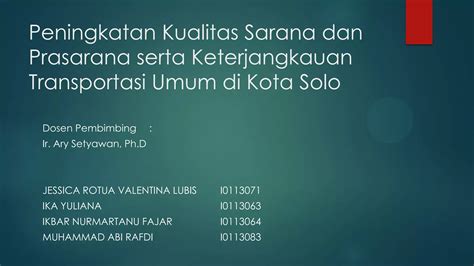 Peningkatan Kualitas Sarana dan
Prasarana serta Keterjangkauan
Transportasi Umum di Kota Solo
Dosen Pembimbing :
Ir. Ary Setyawan, Ph.D
JESSICA ROTUA VALENTINA LUBIS I0113071
IKA YULIANA I0113063
IKBAR NURMARTANU FAJAR I0113064
MUHAMMAD ABI RAFDI I0113083